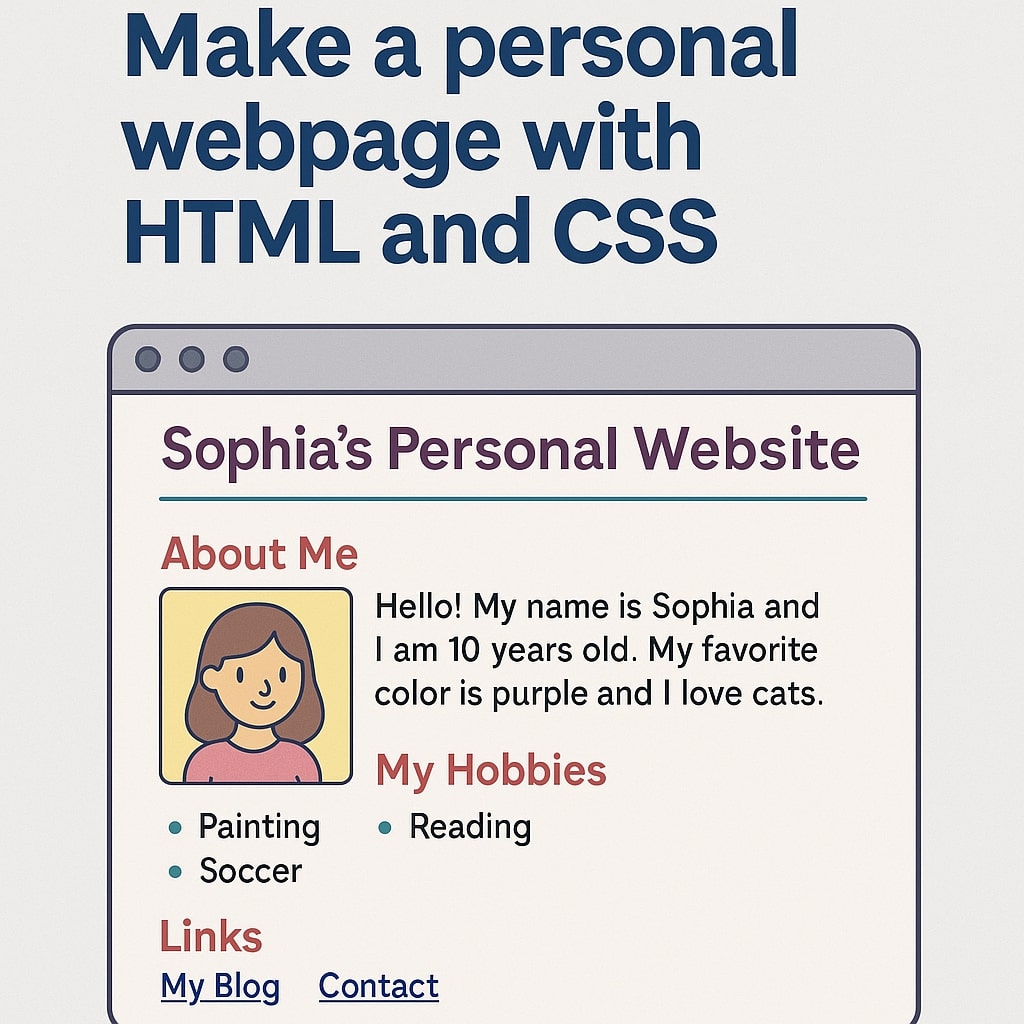 Make a personal
webpage with
HTML and CSS
Sophia’s Personal Website
About Me
Hello! My name is Sophia and
I am 10 years old. My favorite
color is purple and I love cats.
My Hobbies
• Painting • Reading
• Soccer
Links
My Blog Contact